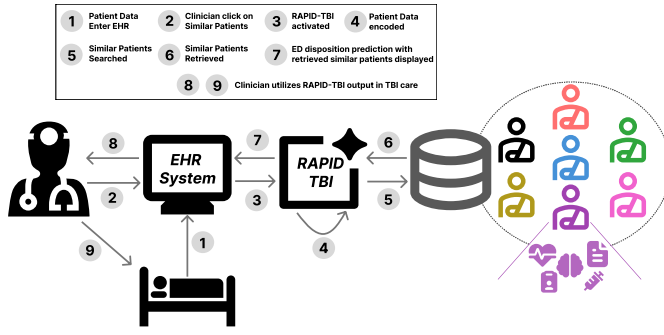 1 Patient Data
Enter EHR
2 Clinician click on
Similar Patients
3 RAPID-TBI
activated
4 Patient Data
encoded
5 Similar Patients
Searched
6 Similar Patients
Retrieved
7 ED disposition prediction with
retrieved similar patients displayed
8 9 Clinician utilizes RAPID-TBI output in TBI care
8
7
6
EHR
System
RAPID
TBI
2
3
5
9
1
4